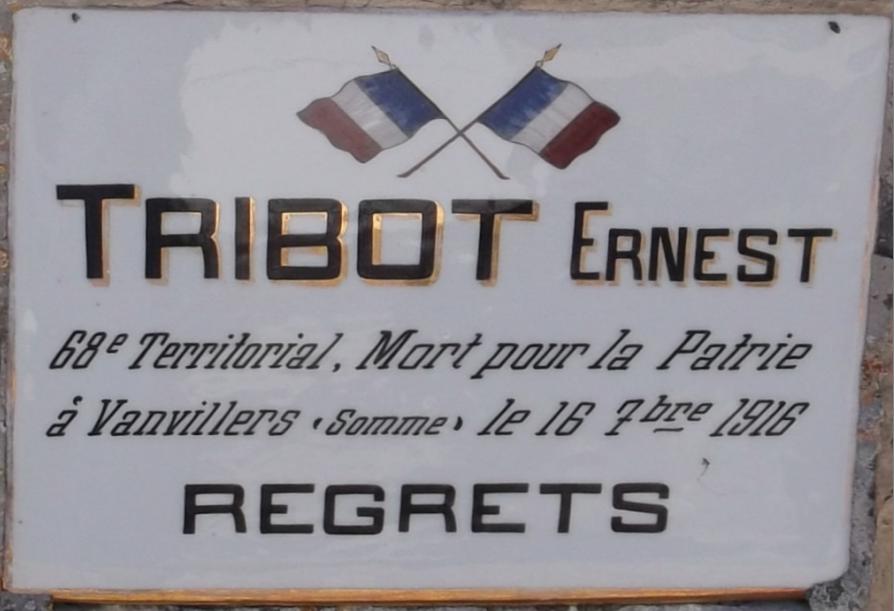 TRIBOT ERNEST
68e Territorial, Mort pour la Patrie
à Vanvillers (Somme) le 16 7bre 1916
REGRETS